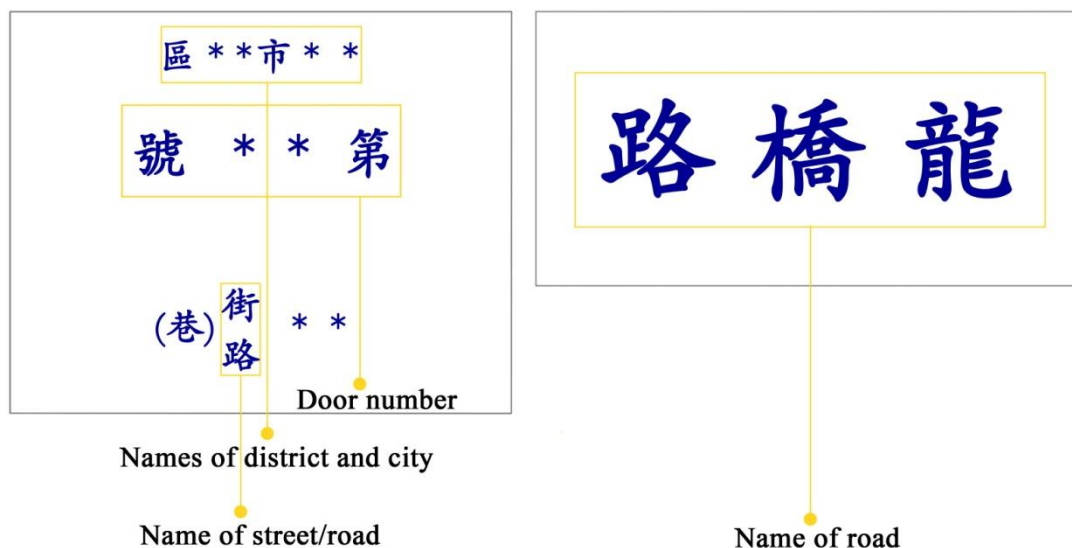 * * 市 * * 區
第 * * 號
* * 街 (巷)
路
Door number
Names of district and city
Name of street/road
龍橋路
Name of road